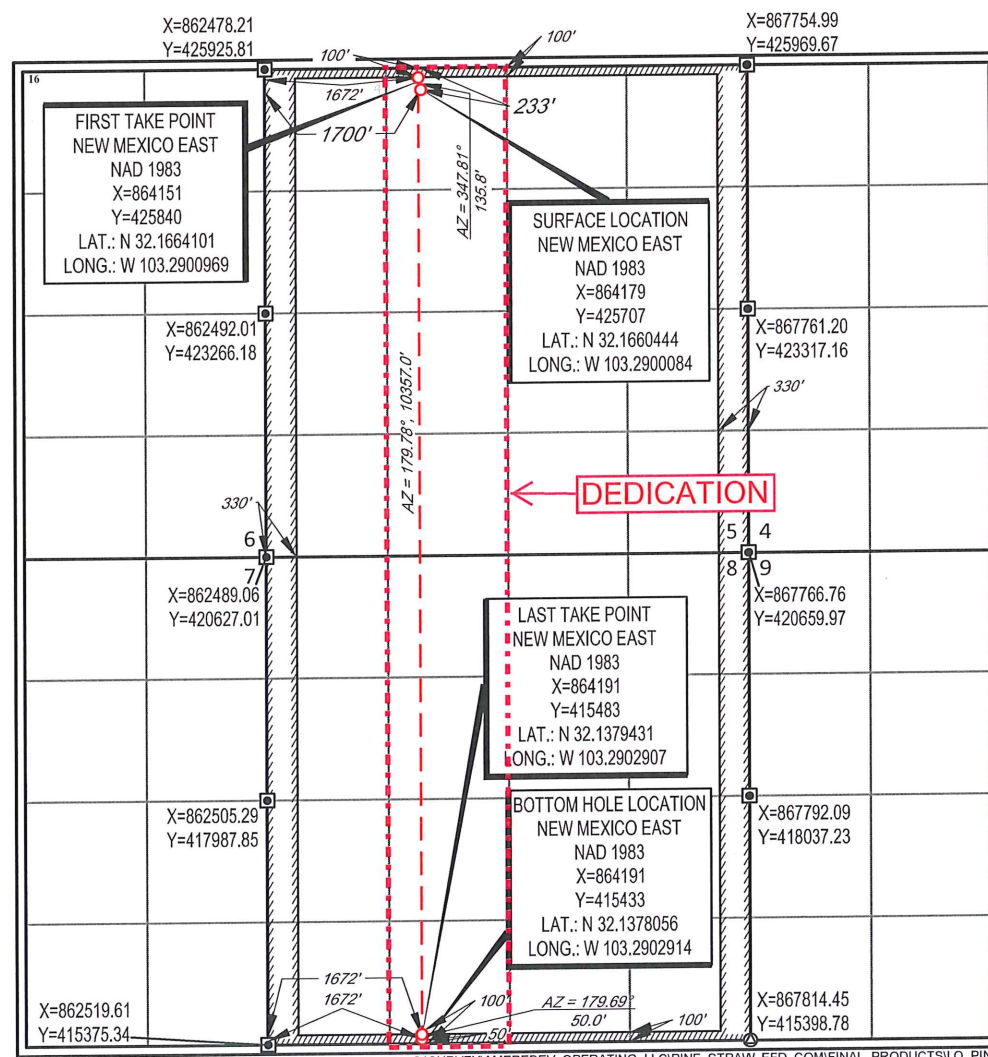 X=862478.21
Y=425925.81
X=867754.99
Y=425969.67
100'
100'
16
1672'
1700'
233'
FIRST TAKE POINT
NEW MEXICO EAST
NAD 1983
X=864151
Y=425840
LAT.: N 32.1664101
LONG.: W 103.2900969
AZ = 347.81°
135.8'
SURFACE LOCATION
NEW MEXICO EAST
NAD 1983
X=864179
Y=425707
LAT.: N 32.1660444
LONG.: W 103.2900084
X=862492.01
Y=423266.18
X=867761.20
Y=423317.16
330'
AZ = 179.78°, 10357.0'
DEDICATION
330'
6
7
5 4
8 9
X=862489.06
Y=420627.01
X=867766.76
Y=420659.97
LAST TAKE POINT
NEW MEXICO EAST
NAD 1983
X=864191
Y=415483
LAT.: N 32.1379431
ONG.: W 103.2902907
X=862505.29
Y=417987.85
X=867792.09
Y=418037.23
BOTTOM HOLE LOCATION
NEW MEXICO EAST
NAD 1983
X=864191
Y=415433
LAT.: N 32.1378056
LONG.: W 103.2902914
1672'
1672'
100'
AZ = 179.69°
50.0'
50
100'
X=862519.61
Y=415375.34
X=867814.45
Y=415398.78